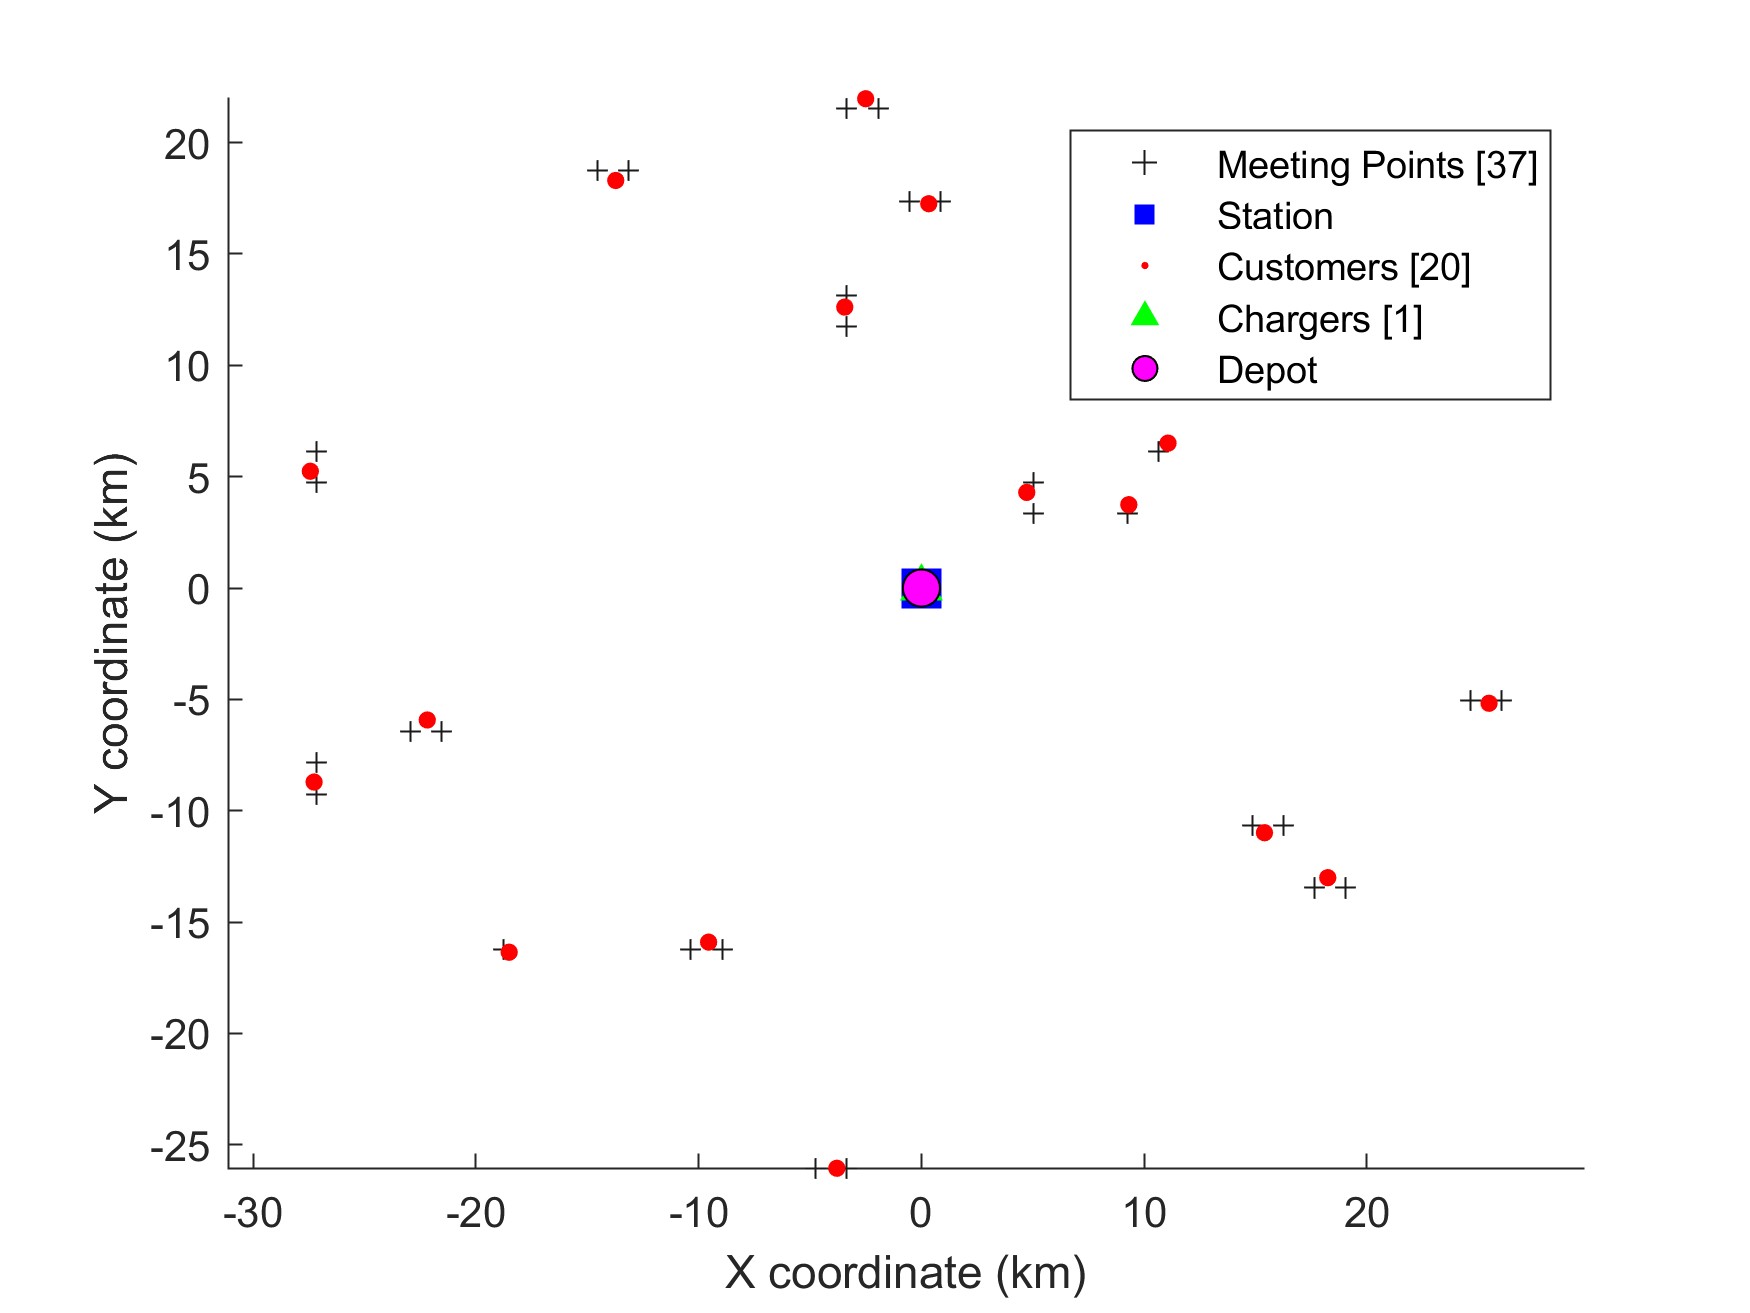 20
15
10
5
0
-5
-10
-15
-20
-25
Y coordinate (km)
Meeting Points [37]
Station
Customers [20]
Chargers [1]
Depot
-30 -20 -10 0 10 20
X coordinate (km)